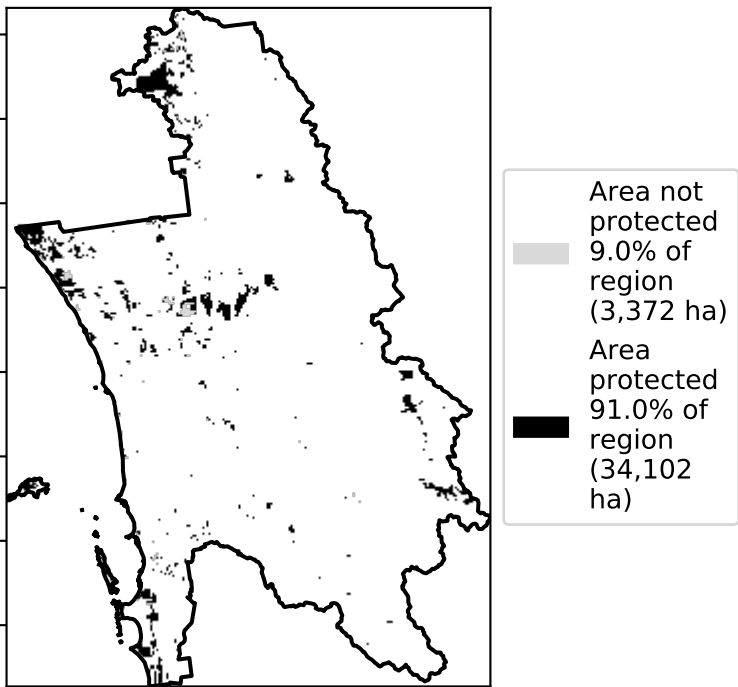 Area not
protected
9.0% of
region
(3,372 ha)
Area
protected
91.0% of
region
(34,102
ha)